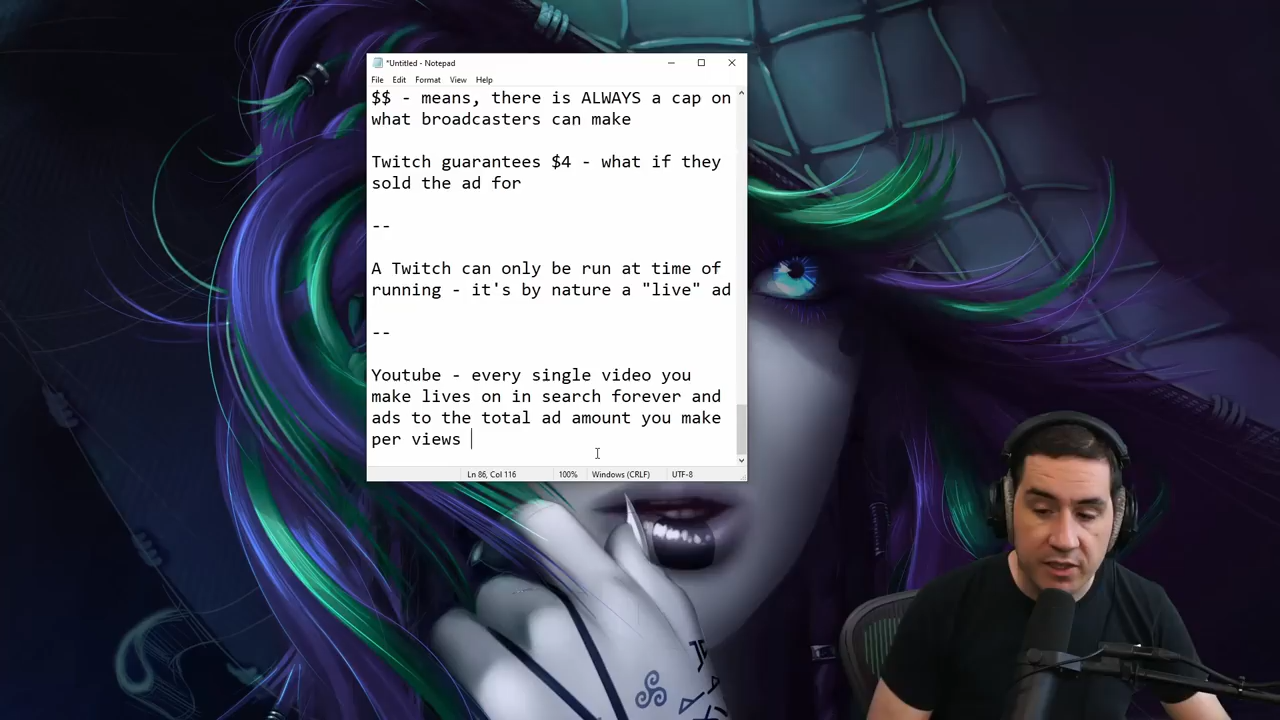 *Untitled - Notepad
File Edit Format View Help
$$ - means, there is ALWAYS a cap on
what broadcasters can make
Twitch guarantees $4 - what if they
sold the ad for
--
A Twitch can only be run at time of
running - it's by nature a "live" ad
--
Youtube - every single video you
make lives on in search forever and
ads to the total ad amount you make
per views
Ln 86, Col 116 100% Windows (CRLF) UTF-8